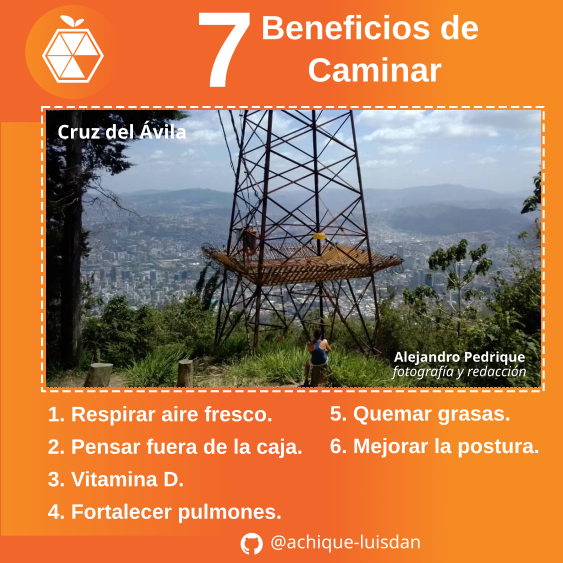 7 Beneficios de
Caminar
Cruz del Ávila
Alejandro Pedrique
fotografía y redacción
1. Respirar aire fresco.
2. Pensar fuera de la caja.
3. Vitamina D.
4. Fortalecer pulmones.
5. Quemar grasas.
6. Mejorar la postura.
@achique-luisdan